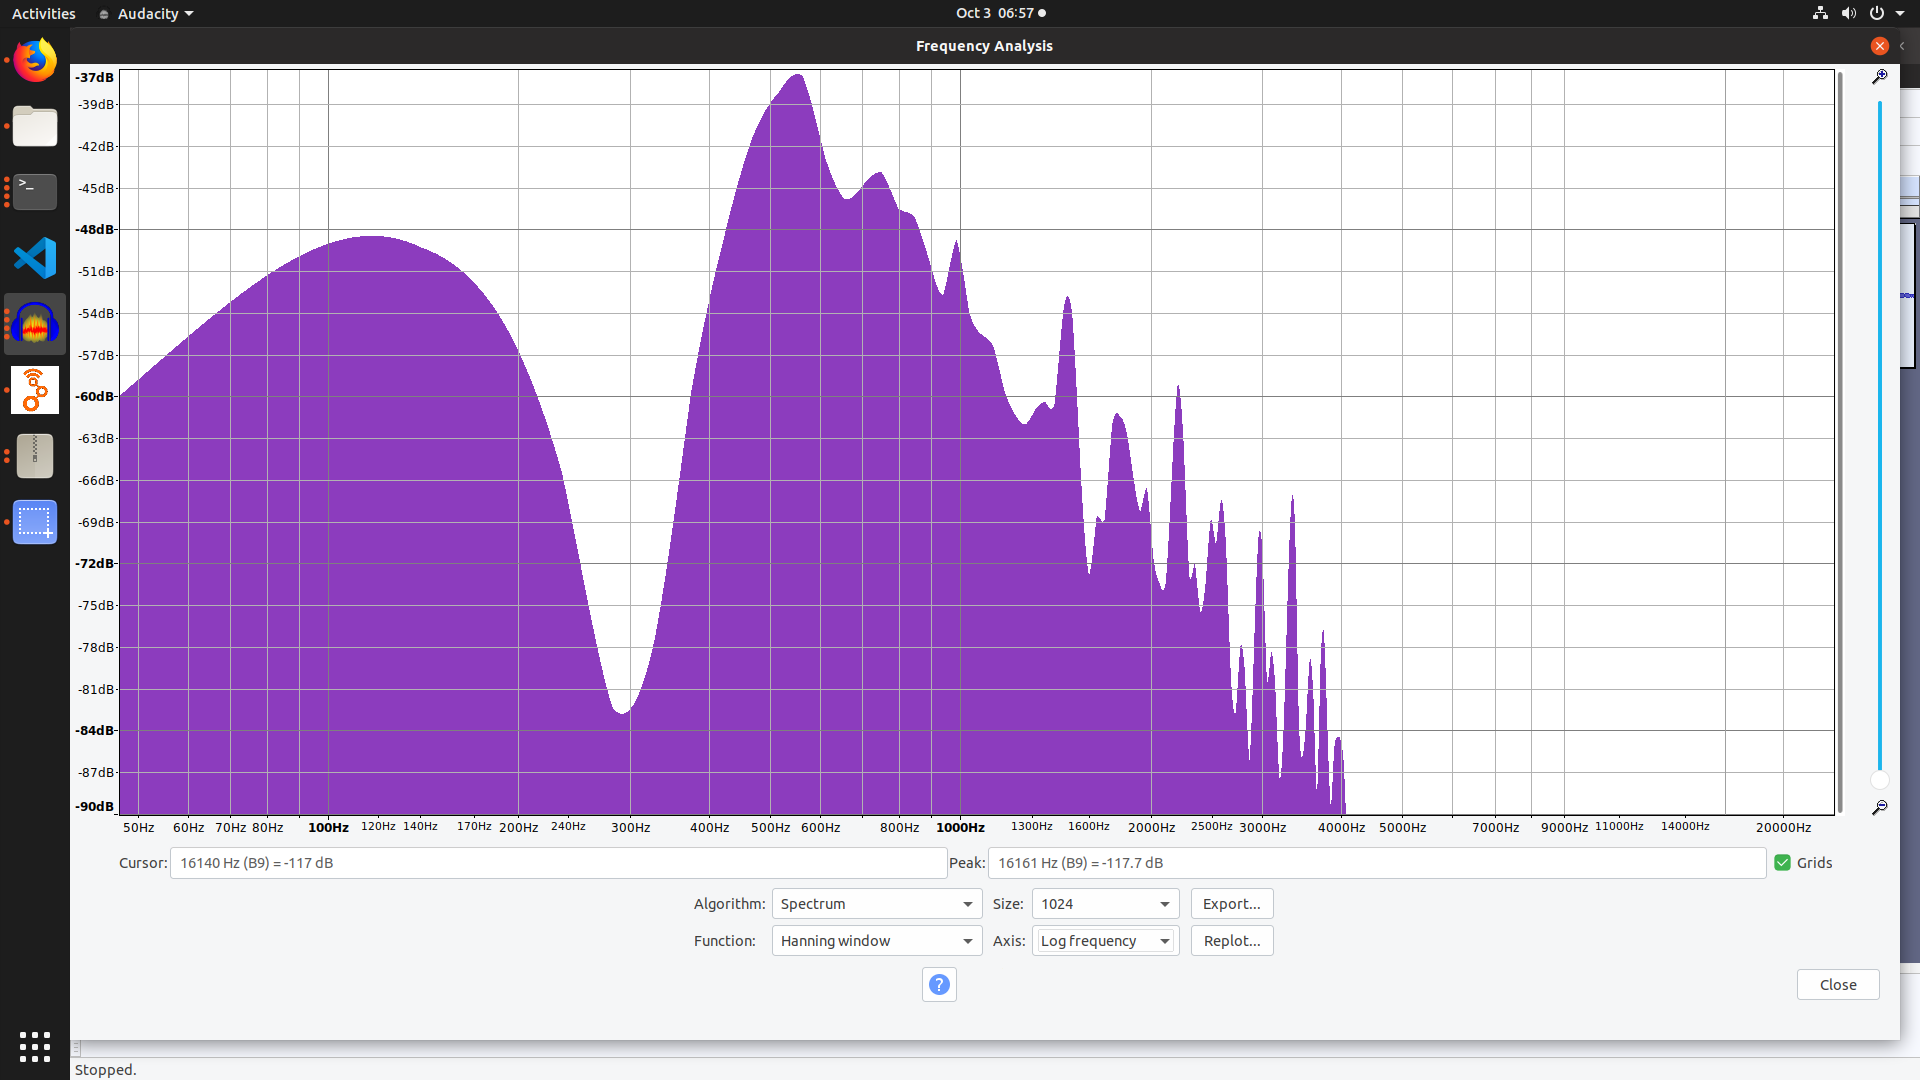 Activities
Audacity
Oct 3 06:57
Frequency Analysis
-37dB
-39dB
-42dB
-45dB
-48dB
-51dB
-54dB
-57dB
-60dB
-63dB
-66dB
-69dB
-72dB
-75dB
-78dB
-81dB
-84dB
-87dB
-90dB
50Hz 60Hz 70Hz 80Hz 100Hz 120Hz 140Hz 170Hz 200Hz 240Hz 300Hz 400Hz 500Hz 600Hz 800Hz 1000Hz 1300Hz 1600Hz 2000Hz 2500Hz 3000Hz 4000Hz 5000Hz 7000Hz 9000Hz 11000Hz 14000Hz 20000Hz
Cursor: 16140 Hz (B9) = -117 dB Peak: 16161 Hz (B9) = -117.7 dB Grids
Algorithm: Spectrum Size: 1024 Export...
Function: Hanning window Axis: Log frequency Replot...
?
Close
Stopped.